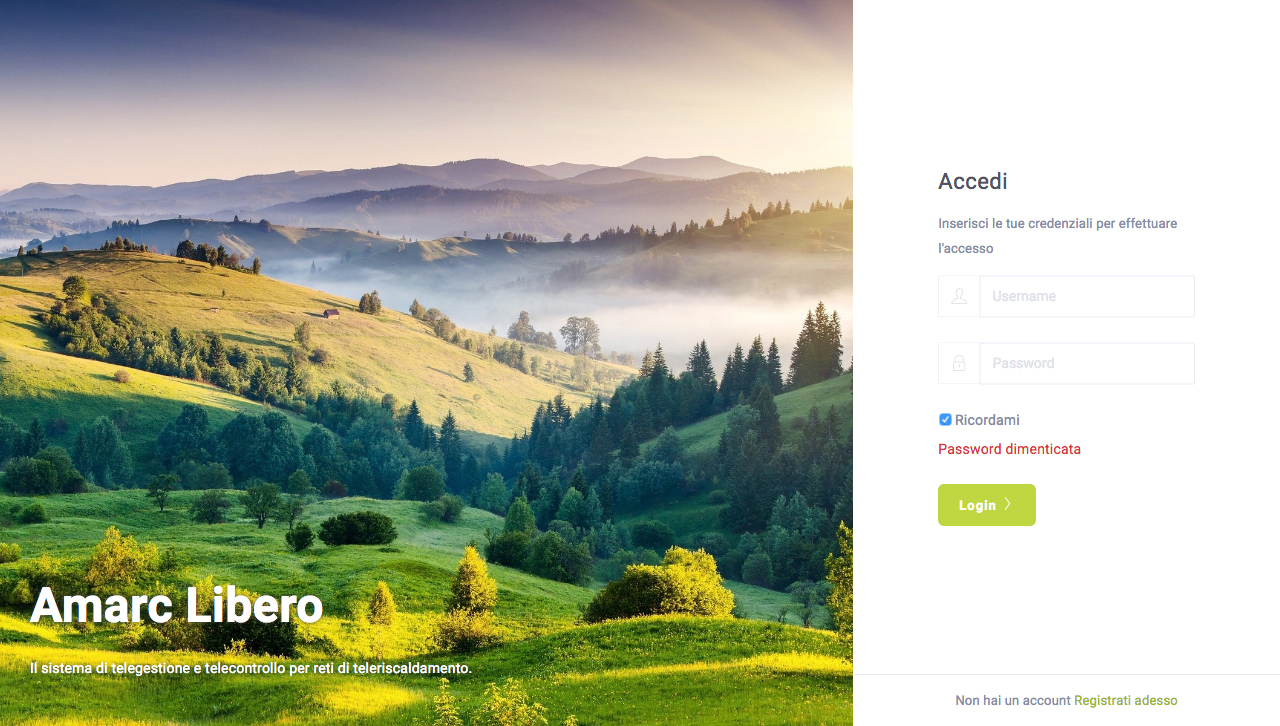 Amarc Libero
Il sistema di telegestione e telecontrollo per reti di teleriscaldamento.
Accedi
Inserisci le tue credenziali per effettuare
l'accesso
Username
Password
Ricordami
Password dimenticata
Login
Non hai un account Registrati adesso